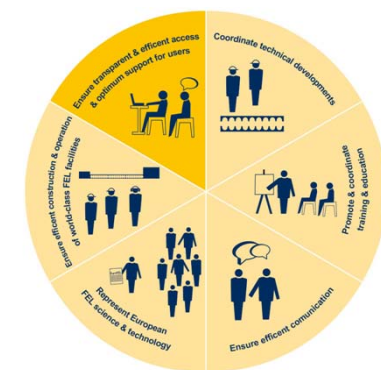 Ensure transparent & efficent access
& optimum support for users
Coordinate technical developments
Promote & coordinate
training & education
Ensure efficent comunication
Represent European
FEL science & technology
Ensure efficent construction & operation
of world-class FEL facilities